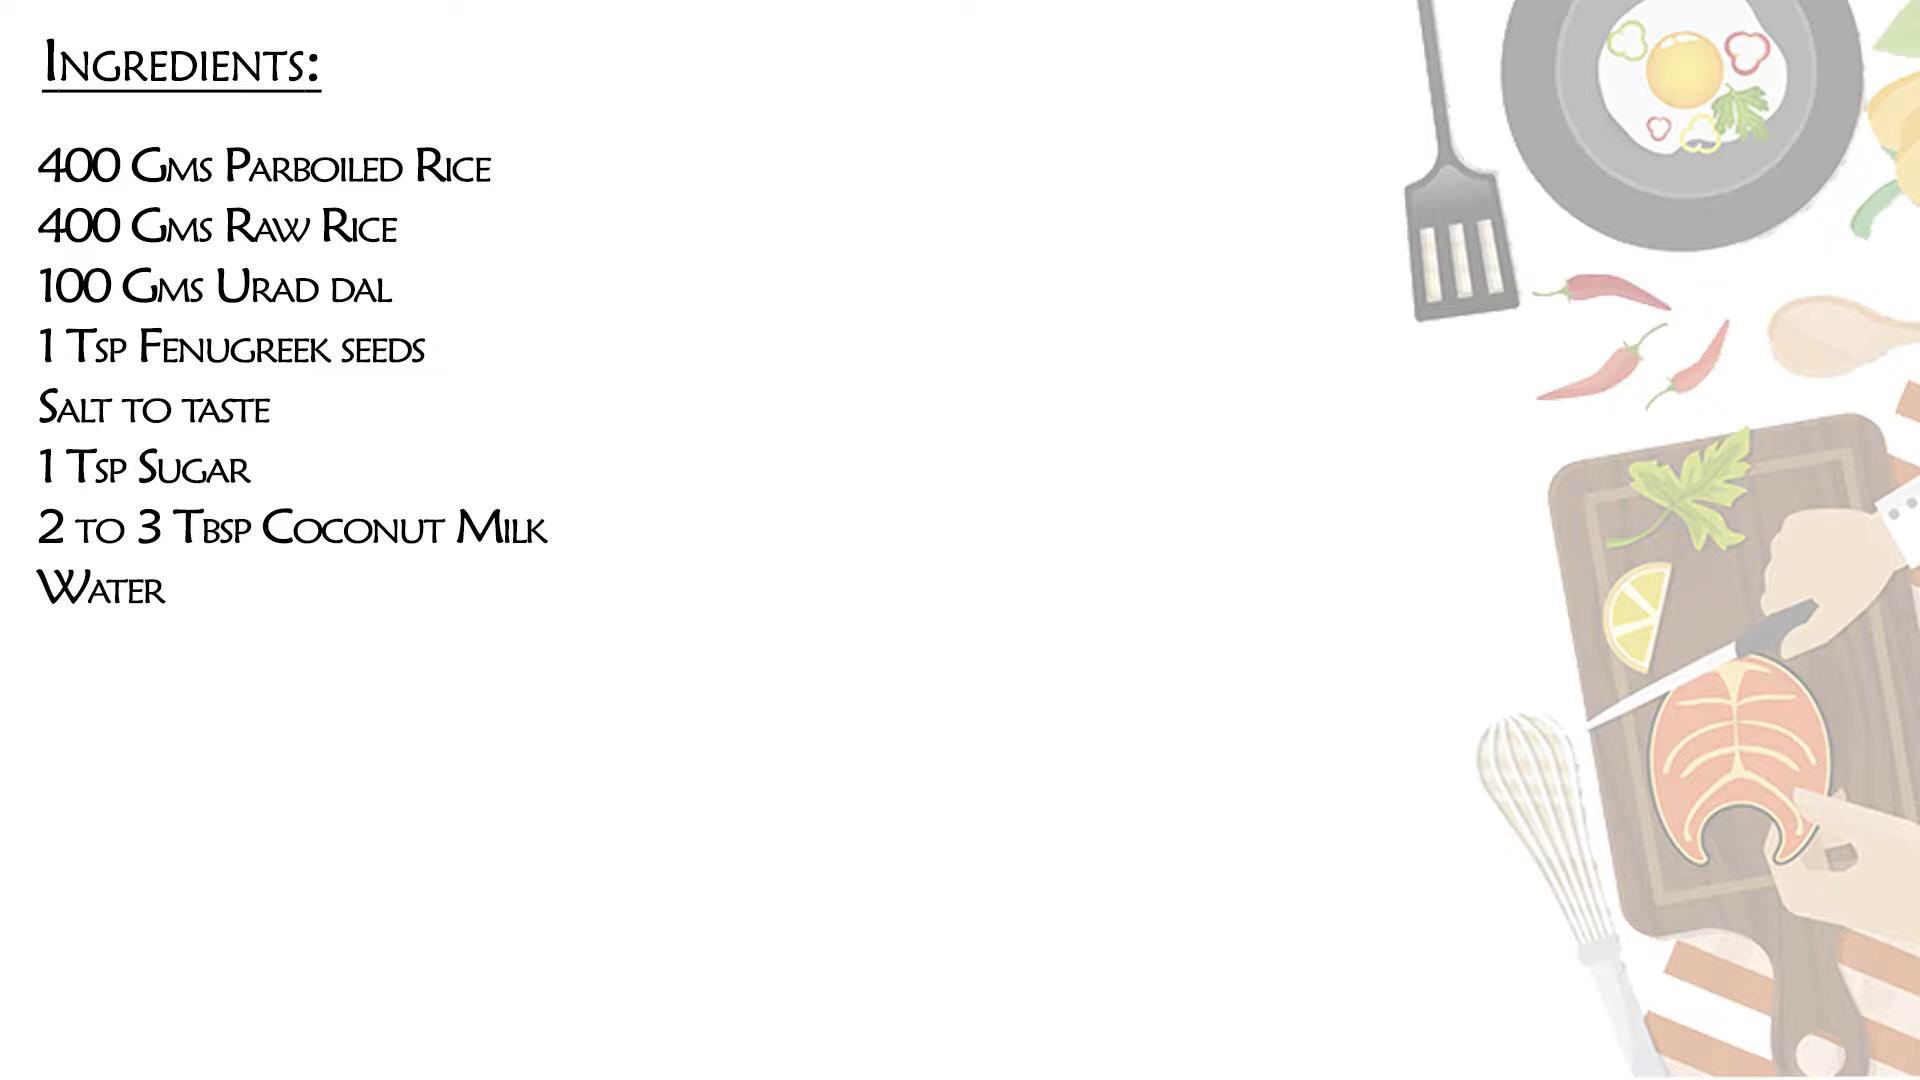 Ingredients:
400 Gms Parboiled Rice
400 Gms Raw Rice
100 Gms Urad dal
1 Tsp Fenugreek seeds
Salt to taste
1 Tsp Sugar
2 to 3 Tbsp Coconut Milk
Water